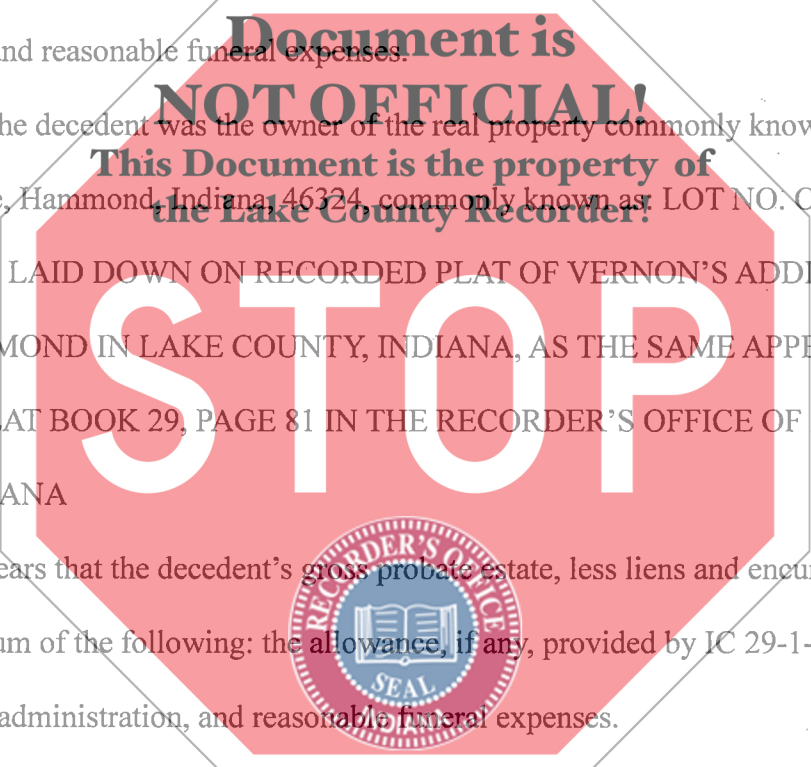 Document is
nd reasonable funeral expenses.
NOT OFFICIAL!
he decedent was the owner of the real property commonly know
This Document is the property of
e, Hammond, Indiana, 46324, commonly known as: LOT NO. O
the Lake County Recorder!
LAID DOWN ON RECORDED PLAT OF VERNON'S ADDI
STOP
MOND IN LAKE COUNTY, INDIANA, AS THE SAME APPE
LAT BOOK 29, PAGE 81 IN THE RECORDER'S OFFICE OF
ANA
ears that the decedent's gross probate estate, less liens and encu
um of the following: the allowance, if any, provided by IC 29-1-
administration, and reasonable funeral expenses.
RECORDER'S OFFICE
SEAL